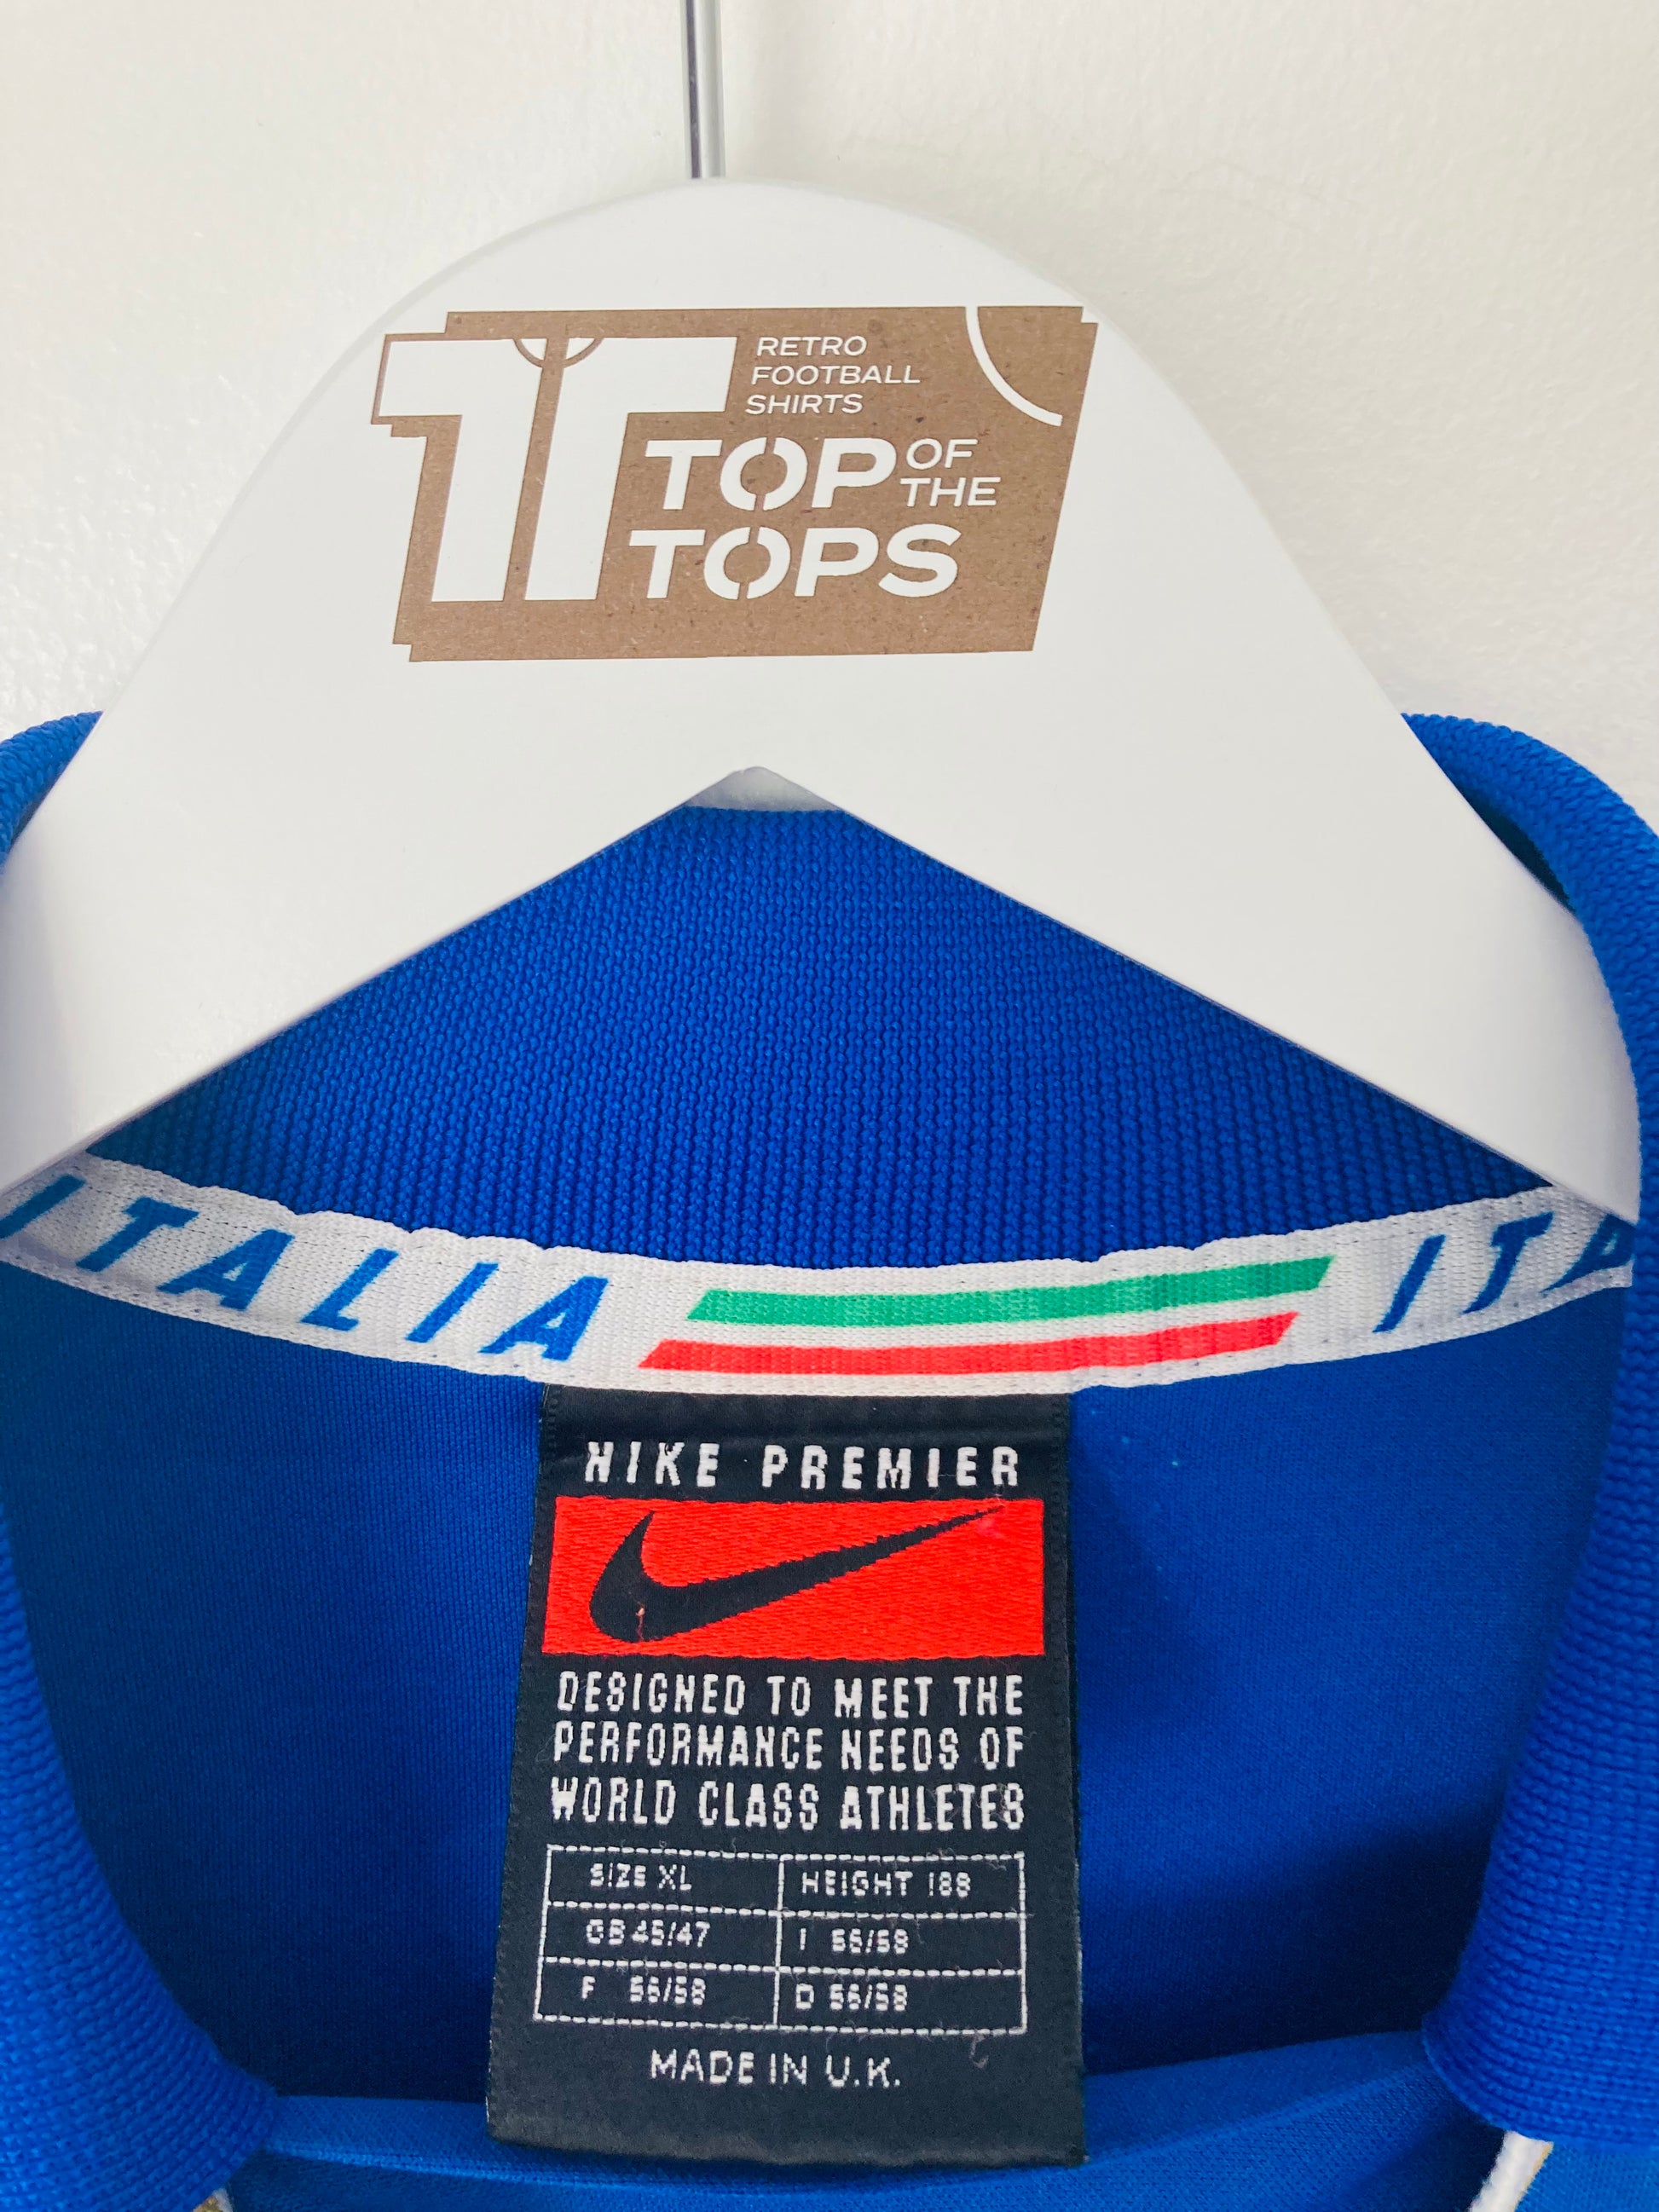 RETRO
FOOTBALL
SHIRTS
TOP OF THE
TOPS
ITALIA ITA
NIKE PREMIER
DESIGNED TO MEET THE
PERFORMANCE NEEDS OF
WORLD CLASS ATHLETES
SIZE XL HEIGHT 188
GB 45/47 I 56/58
F 56/58 D 56/58
MADE IN U.K.